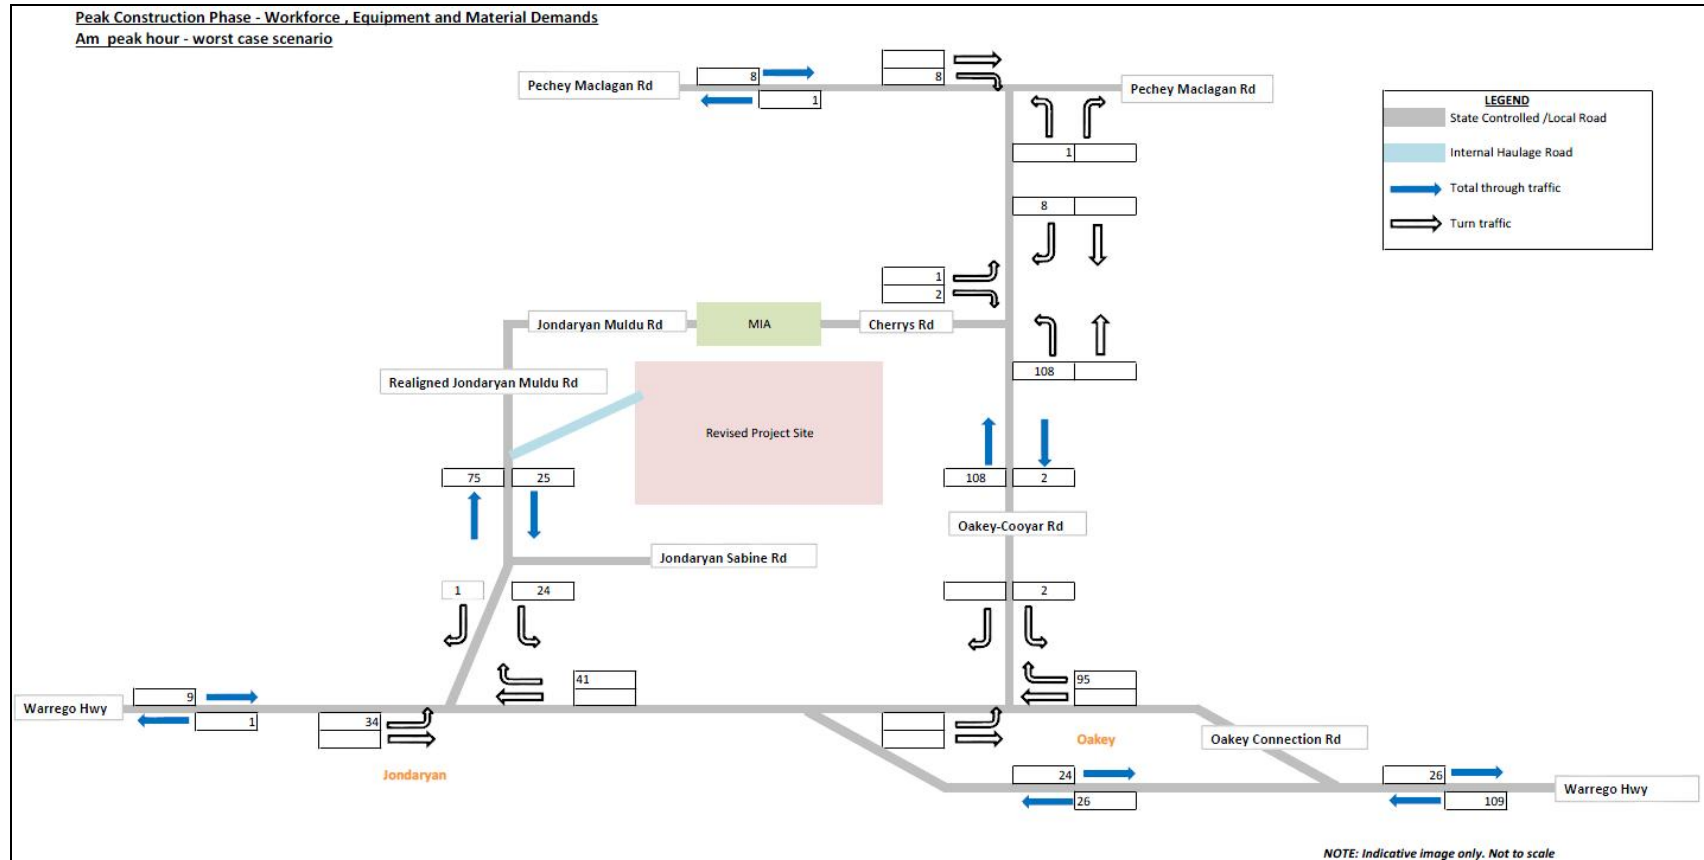 Peak Construction Phase - Workforce , Equipment and Material Demands
Am peak hour - worst case scenario
8
8
Pechey Maclagan Rd
1
Pechey Maclagan Rd
LEGEND
State Controlled /Local Road
Internal Haulage Road
Total through traffic
Turn traffic
1
8
1
2
Jondaryan Muldu Rd
MIA
Cherrys Rd
108
Realigned Jondaryan Muldu Rd
Revised Project Site
75
25
108
2
Oakey-Cooyar Rd
Jondaryan Sabine Rd
1
24
2
41
95
9
Warrego Hwy
1
34
Oakey
Oakey Connection Rd
Jondaryan
24
26
26
109
Warrego Hwy
NOTE: Indicative image only. Not to scale